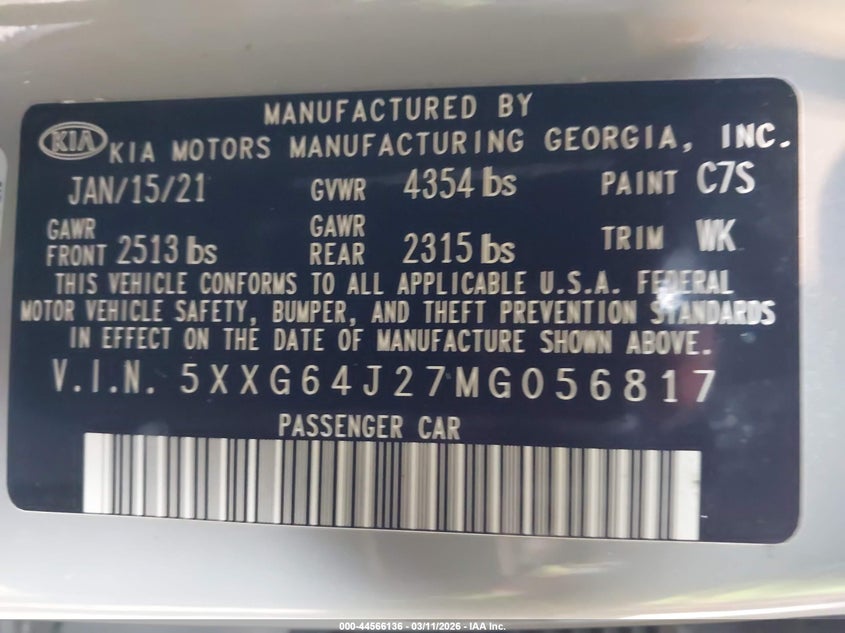 MANUFACTURED BY
KIA KIA MOTORS MANUFACTURING GEORGIA, INC.
JAN/15/21 GVWR 4354 lbs PAINT C7S
GAWR FRONT 2513 lbs GAWR REAR 2315 lbs TRIM WK
THIS VEHICLE CONFORMS TO ALL APPLICABLE U.S.A. FEDERAL
MOTOR VEHICLE SAFETY, BUMPER, AND THEFT PREVENTION STANDARDS
IN EFFECT ON THE DATE OF MANUFACTURE SHOWN ABOVE.
V.I.N. 5XXG64J27MG056817
PASSENGER CAR
000-44566136 - 03/11/2026 - IAA Inc.